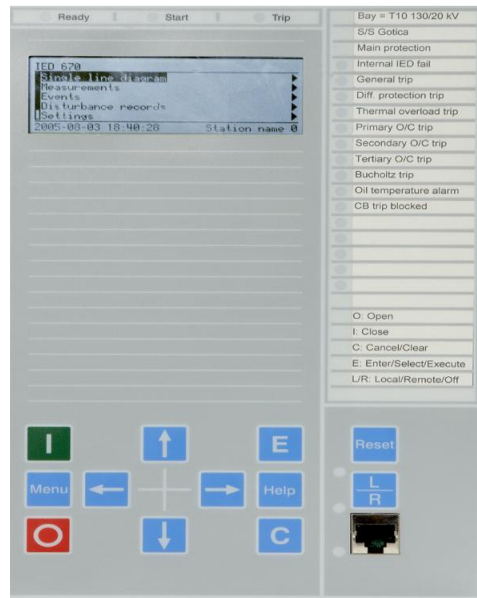 Ready Start Trip
IED 670
Single line diagram
Measurements
Events
Disturbance records
Settings
2005-08-03 18:40:28 Station name 0
Bay = T10 130/20 kV
S/S Gotica
Main protection
Internal IED fail
General trip
Diff. protection trip
Thermal overload trip
Primary O/C trip
Secondary O/C trip
Tertiary O/C trip
Bucholtz trip
Oil temperature alarm
CB trip blocked
O: Open
I: Close
C: Cancel/Clear
E: Enter/Select/Execute
L/R: Local/Remote/Off
I E
Menu Help
O C
Reset
L
R